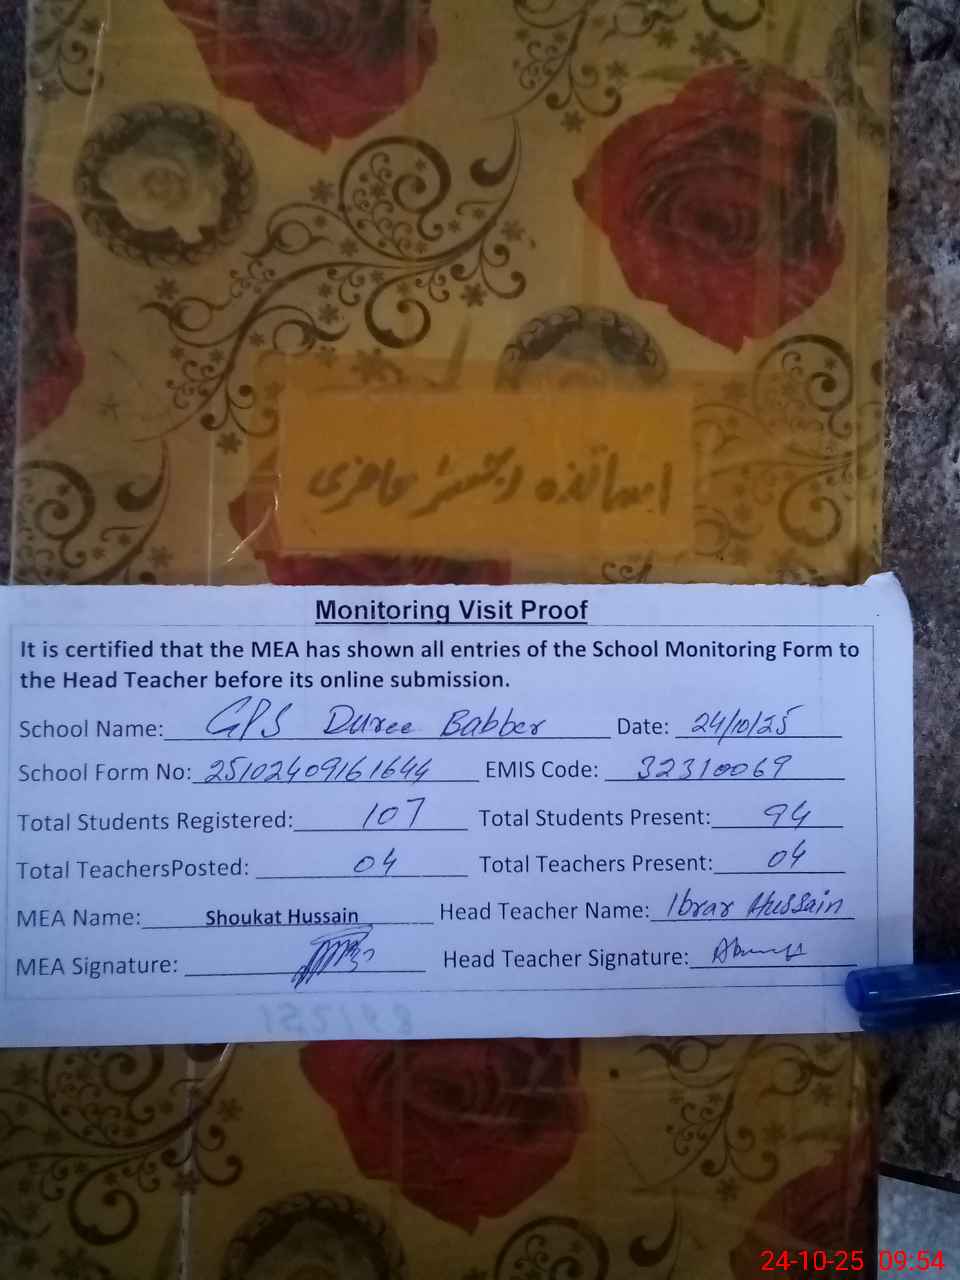 اساتذہ رجسٹر حاضری
Monitoring Visit Proof
It is certified that the MEA has shown all entries of the School Monitoring Form to
the Head Teacher before its online submission.
School Name: GPS Duree Babber Date: 24/10/25
School Form No: 25102409161644 EMIS Code: 32310069
Total Students Registered: 107 Total Students Present: 94
Total TeachersPosted: 04 Total Teachers Present: 04
MEA Name: Shoukat Hussain Head Teacher Name: Ibrar Hussain
MEA Signature: Head Teacher Signature:
24-10-25 09:54